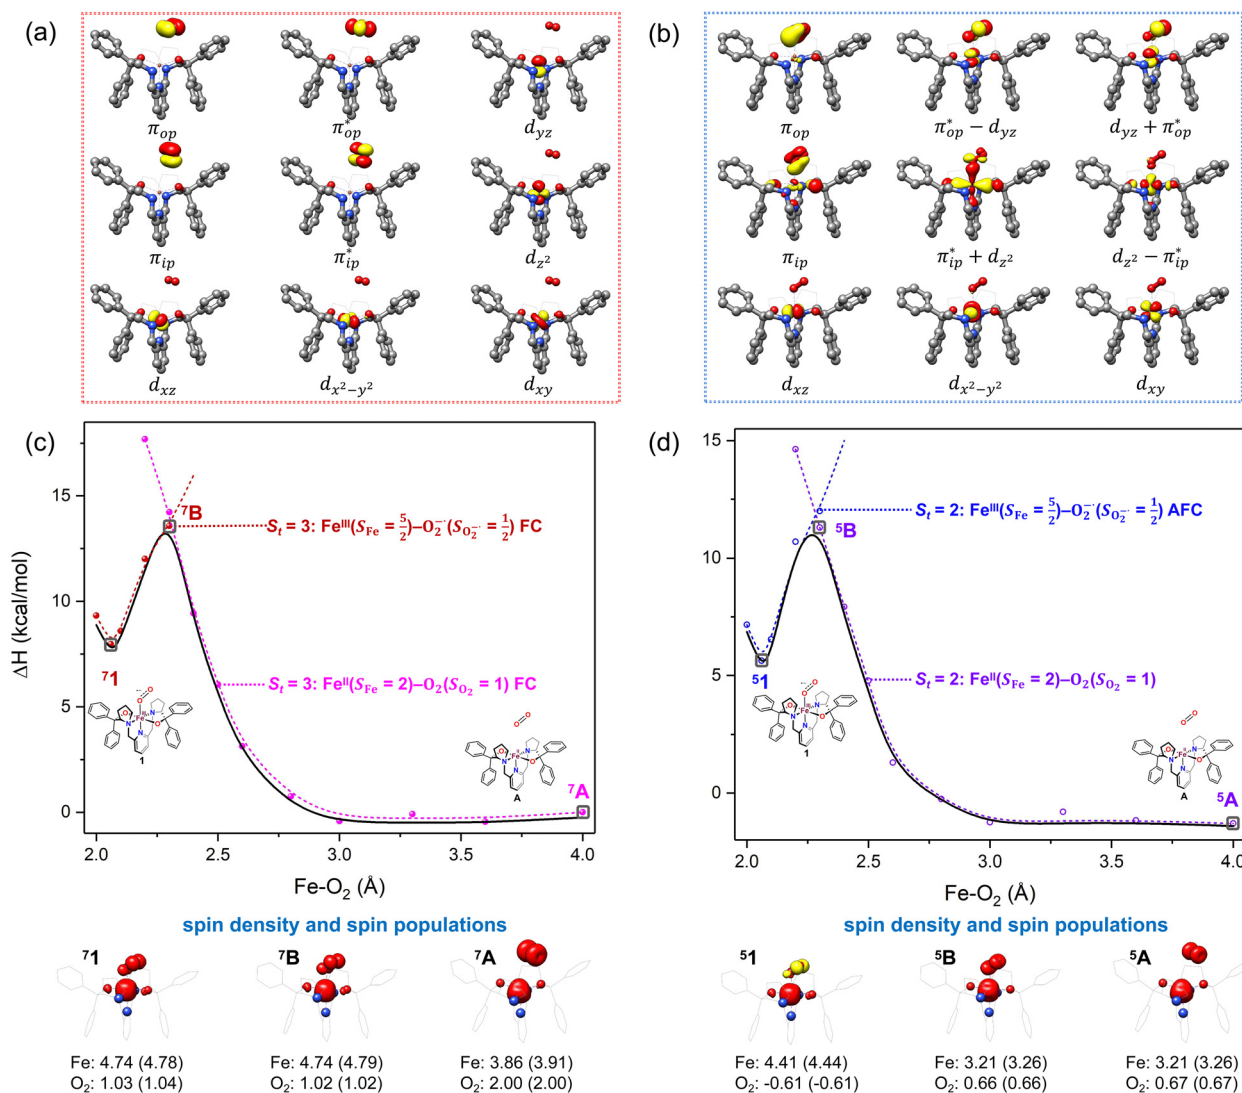 (a)
π_op
π*_op
d_yz
π_ip
π*_ip
d_z²
d_xz
d_x²−y²
d_xy
(b)
π_op
π*_op − d_yz
d_yz + π*_op
π_ip
π*_ip + d_z²
d_z² − π*_ip
d_xz
d_x²−y²
d_xy
(c)
ΔH (kcal/mol)
15
10
5
0
2.0 2.5 3.0 3.5 4.0
Fe-O₂ (Å)
⁷B
S_t = 3: Fe^III(S_Fe = 5/2)–O₂⁻·(S_O₂⁻· = 1/2) FC
⁷1
S_t = 3: Fe^II(S_Fe = 2)–O₂(S_O₂ = 1) FC
1
A
⁷A
(d)
15
10
5
0
2.0 2.5 3.0 3.5 4.0
Fe-O₂ (Å)
S_t = 2: Fe^III(S_Fe = 5/2)–O₂⁻·(S_O₂⁻· = 1/2) AFC
⁵B
⁵1
S_t = 2: Fe^II(S_Fe = 2)–O₂(S_O₂ = 1)
1
A
⁵A
spin density and spin populations
⁷1 ⁷B ⁷A
Fe: 4.74 (4.78) Fe: 4.74 (4.79) Fe: 3.86 (3.91)
O₂: 1.03 (1.04) O₂: 1.02 (1.02) O₂: 2.00 (2.00)
spin density and spin populations
⁵1 ⁵B ⁵A
Fe: 4.41 (4.44) Fe: 3.21 (3.26) Fe: 3.21 (3.26)
O₂: -0.61 (-0.61) O₂: 0.66 (0.66) O₂: 0.67 (0.67)